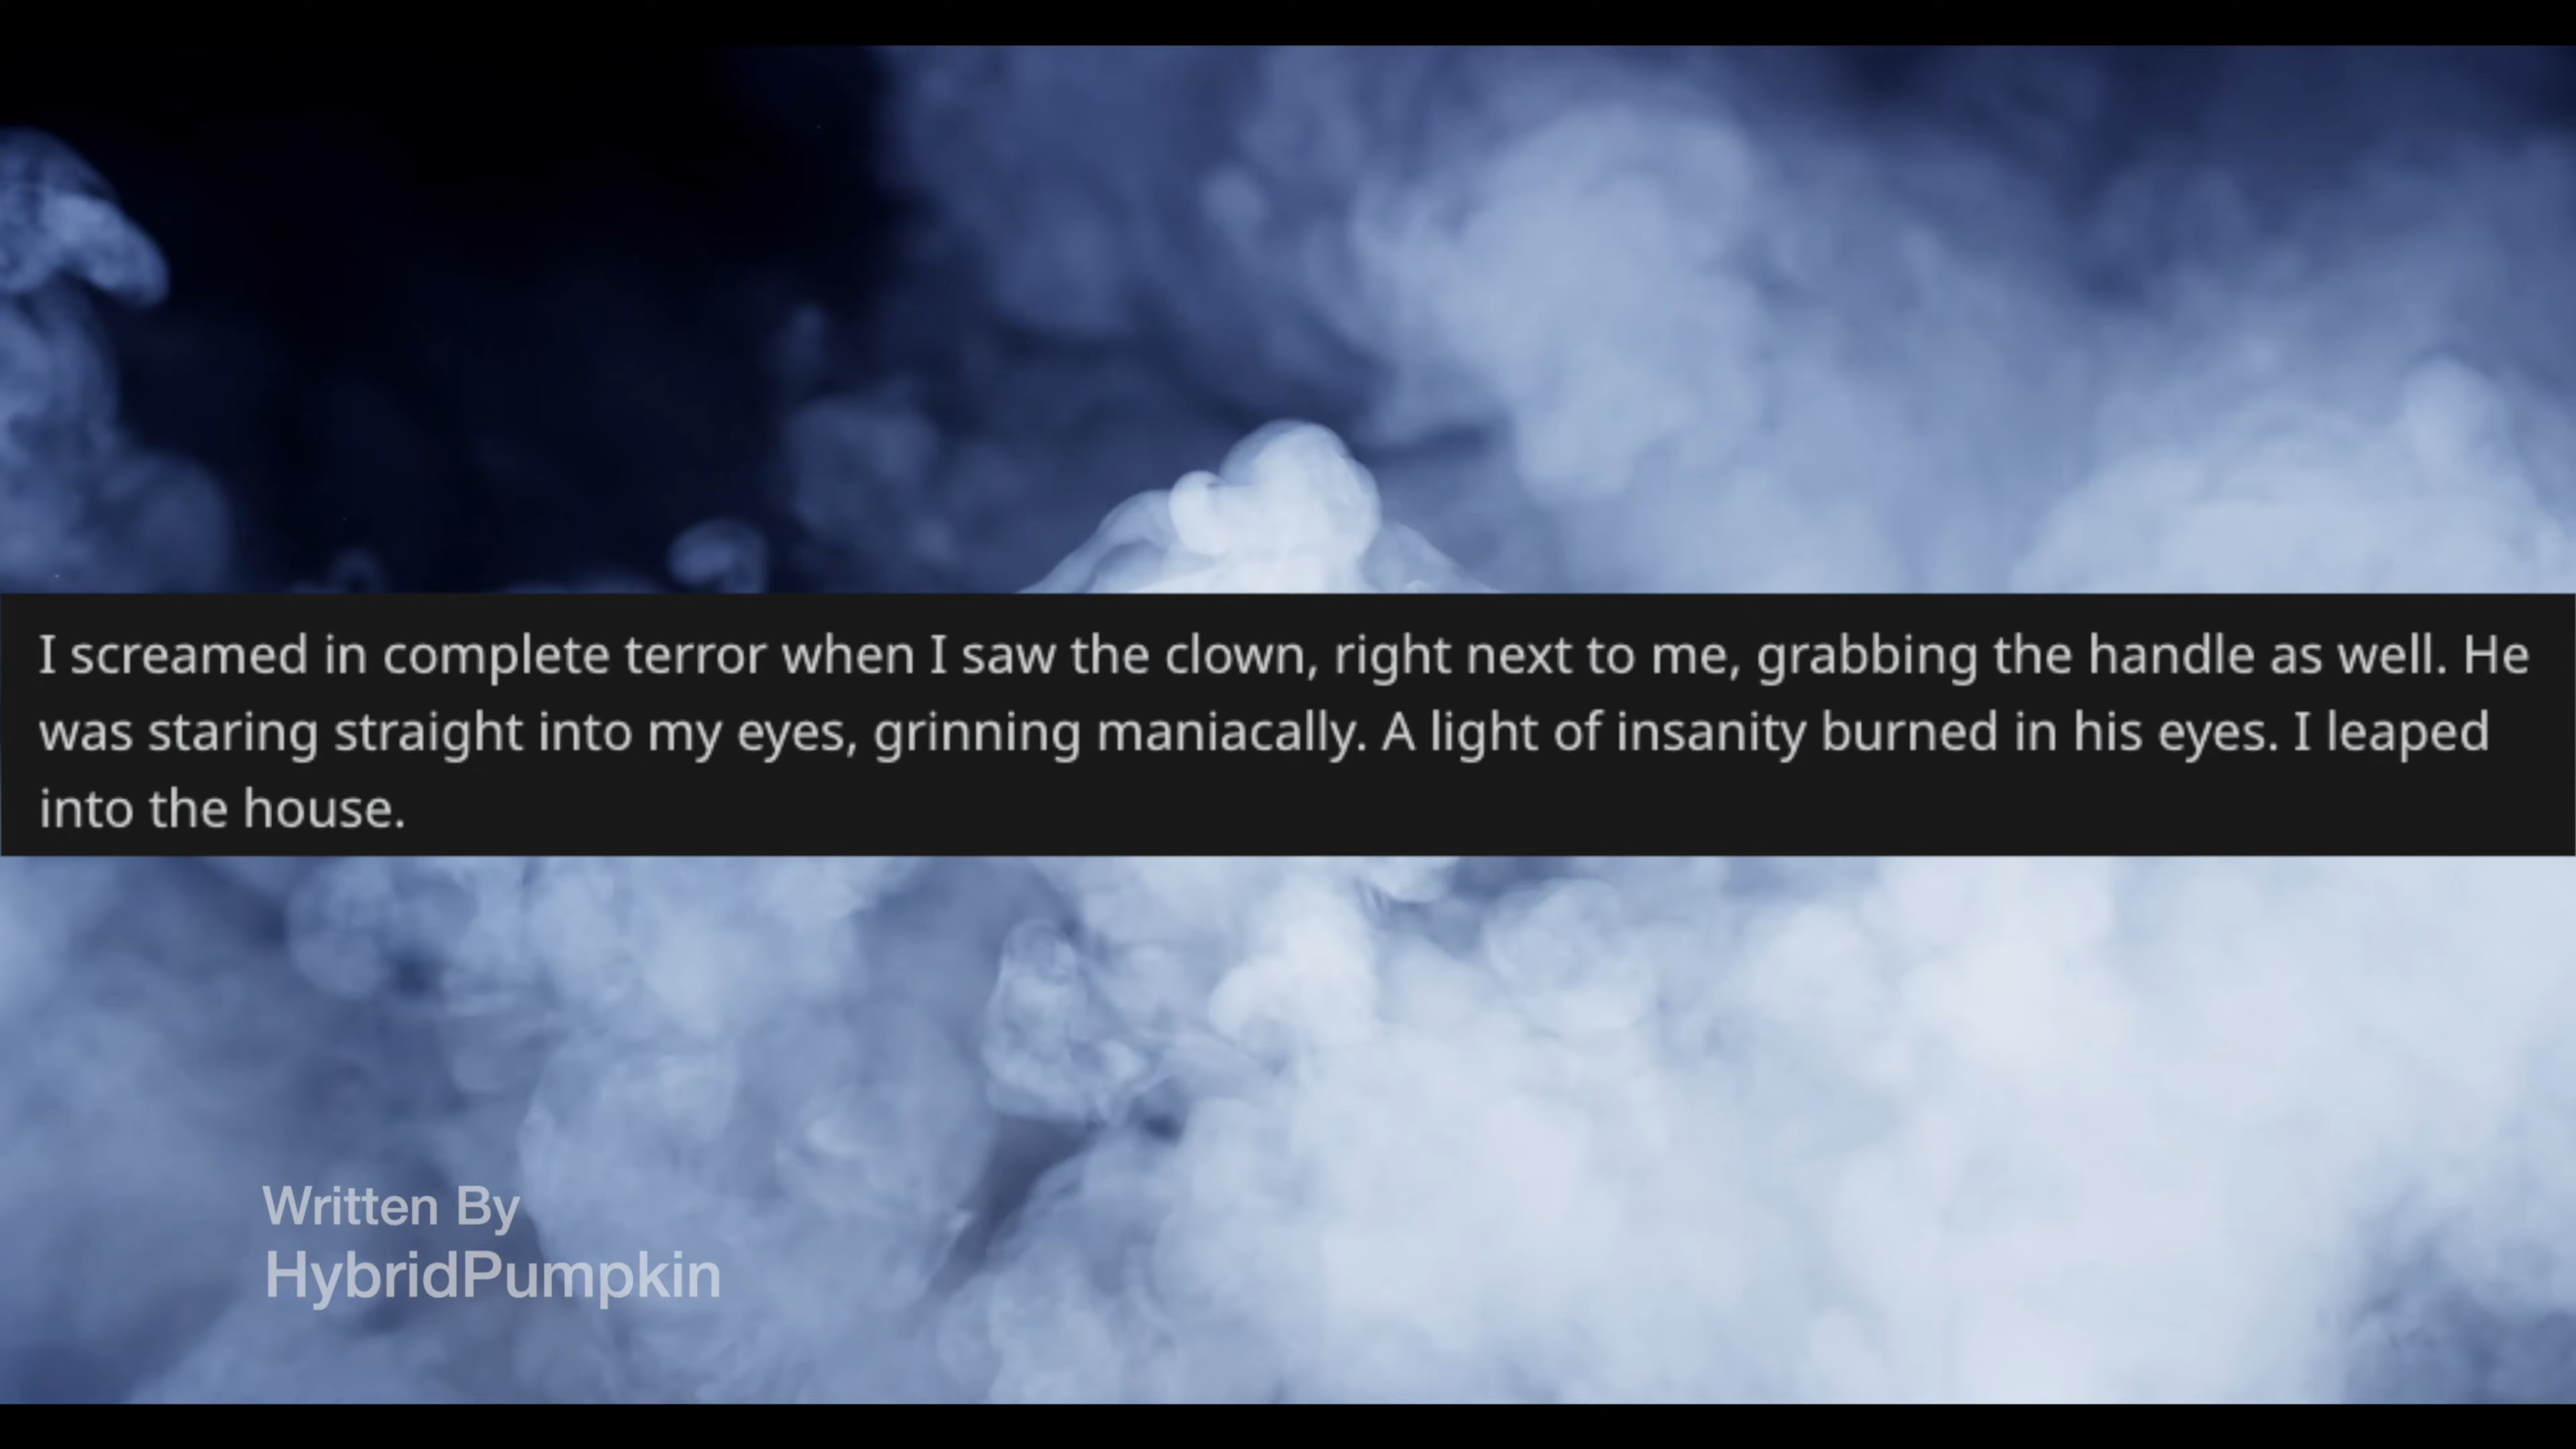 I screamed in complete terror when I saw the clown, right next to me, grabbing the handle as well. He
was staring straight into my eyes, grinning maniacally. A light of insanity burned in his eyes. I leaped
into the house.
Written By
HybridPumpkin